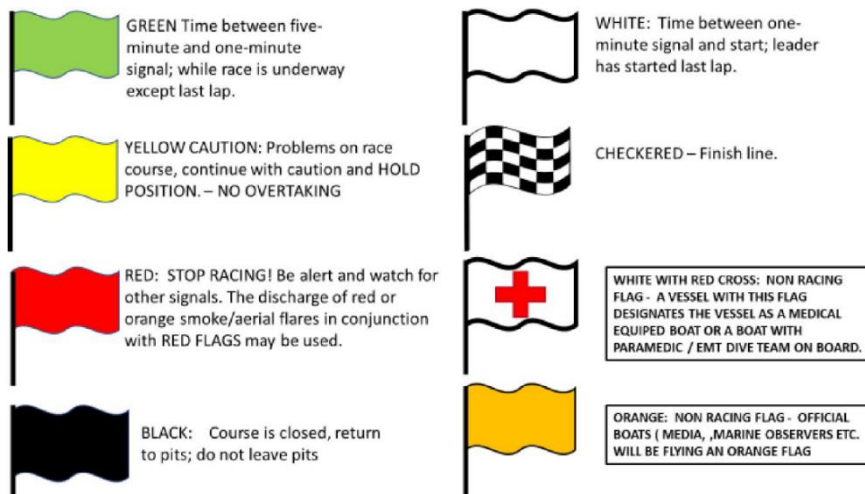 GREEN Time between five-
minute and one-minute
signal; while race is underway
except last lap.
WHITE: Time between one-
minute signal and start; leader
has started last lap.
YELLOW CAUTION: Problems on race
course, continue with caution and HOLD
POSITION. – NO OVERTAKING
CHECKERED – Finish line.
RED: STOP RACING! Be alert and watch for
other signals. The discharge of red or
orange smoke/aerial flares in conjunction
with RED FLAGS may be used.
WHITE WITH RED CROSS: NON RACING
FLAG - A VESSEL WITH THIS FLAG
DESIGNATES THE VESSEL AS A MEDICAL
EQUIPED BOAT OR A BOAT WITH
PARAMEDIC / EMT DIVE TEAM ON BOARD.
BLACK: Course is closed, return
to pits; do not leave pits
ORANGE: NON RACING FLAG - OFFICIAL
BOATS ( MEDIA, ,MARINE OBSERVERS ETC.
WILL BE FLYING AN ORANGE FLAG